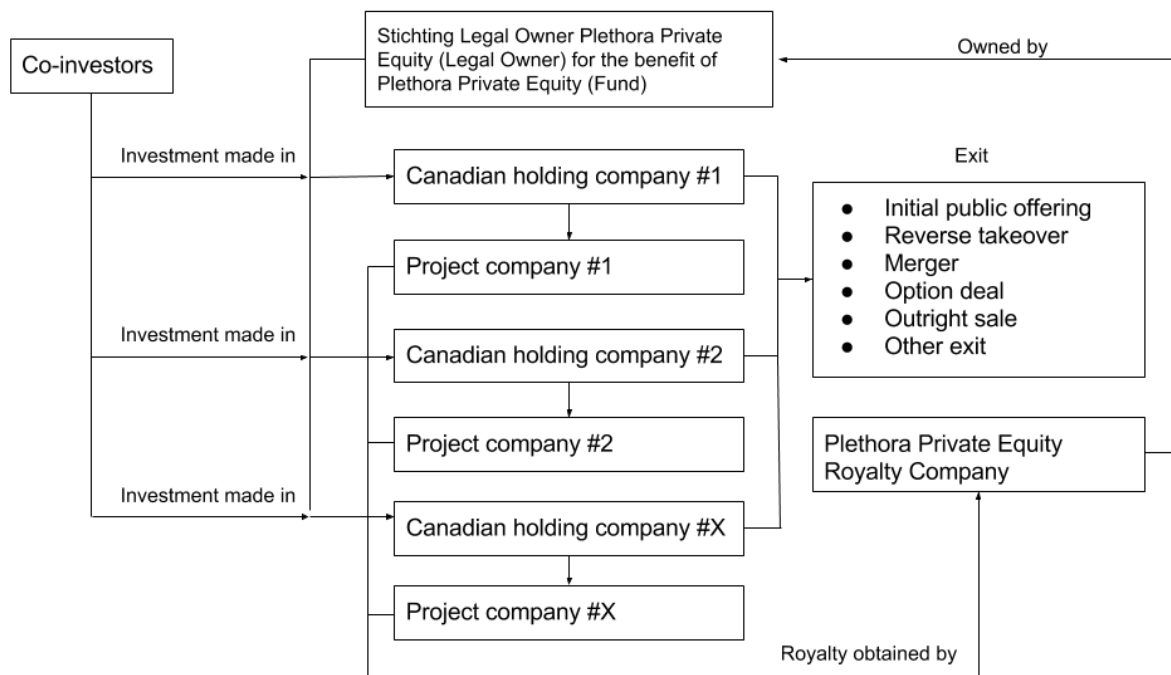 Stichting Legal Owner Plethora Private
Equity (Legal Owner) for the benefit of
Plethora Private Equity (Fund)
Co-investors
Owned by
Investment made in
Canadian holding company #1
Exit
● Initial public offering
● Reverse takeover
● Merger
● Option deal
● Outright sale
● Other exit
Project company #1
Investment made in
Canadian holding company #2
Project company #2
Plethora Private Equity
Royalty Company
Investment made in
Canadian holding company #X
Project company #X
Royalty obtained by